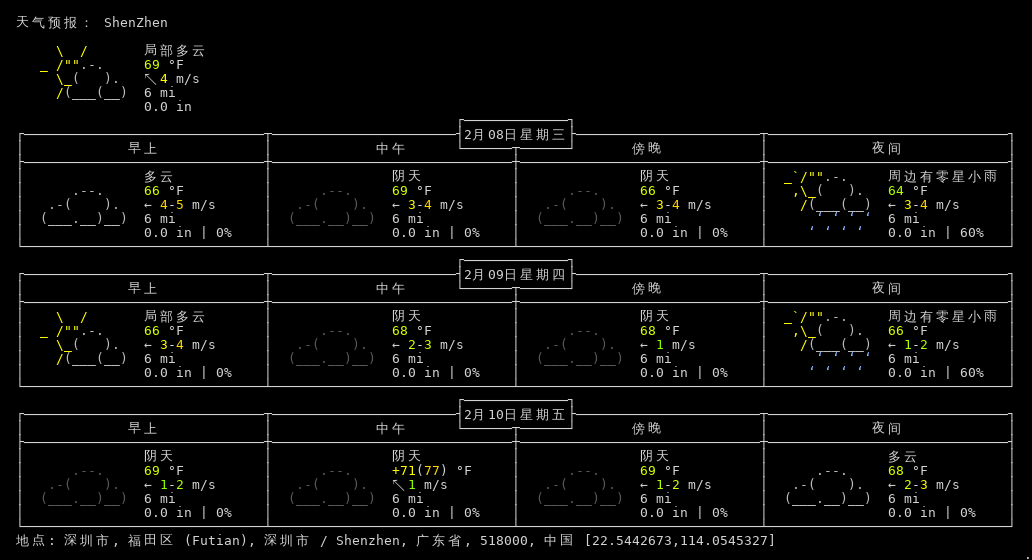 天气预报: ShenZhen
局部多云
69 °F
↖ 4 m/s
6 mi
0.0 in
2月08日星期三
早上 中午 傍晚 夜间
多云 阴天 阴天 周边有零星小雨
66 °F 69 °F 66 °F 64 °F
← 4-5 m/s ← 3-4 m/s ← 3-4 m/s ← 3-4 m/s
6 mi 6 mi 6 mi 6 mi
0.0 in | 0% 0.0 in | 0% 0.0 in | 0% 0.0 in | 60%
2月09日星期四
早上 中午 傍晚 夜间
局部多云 阴天 阴天 周边有零星小雨
66 °F 68 °F 68 °F 66 °F
← 3-4 m/s ← 2-3 m/s ← 1 m/s ← 1-2 m/s
6 mi 6 mi 6 mi 6 mi
0.0 in | 0% 0.0 in | 0% 0.0 in | 0% 0.0 in | 60%
2月10日星期五
早上 中午 傍晚 夜间
阴天 阴天 阴天 多云
69 °F +71(77) °F 69 °F 68 °F
← 1-2 m/s ↖ 1 m/s ← 1-2 m/s ← 2-3 m/s
6 mi 6 mi 6 mi 6 mi
0.0 in | 0% 0.0 in | 0% 0.0 in | 0% 0.0 in | 0%
地点: 深圳市, 福田区 (Futian), 深圳市 / Shenzhen, 广东省, 518000, 中国 [22.5442673,114.0545327]